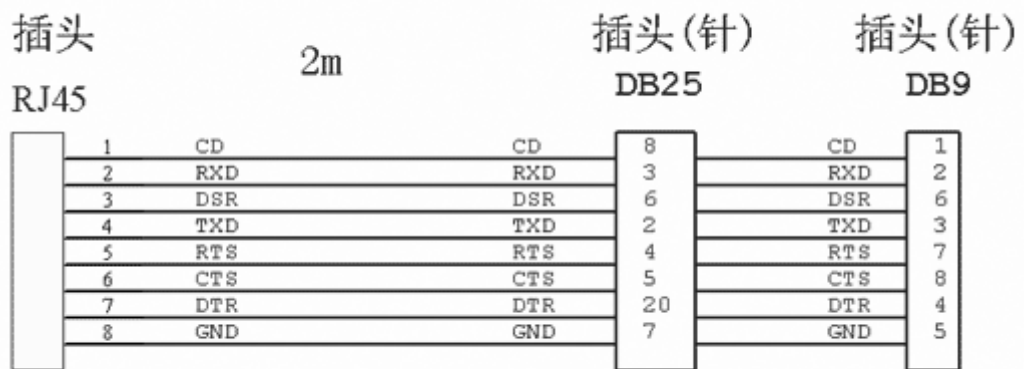 插头 插头(针) 插头(针)
2m
RJ45 DB25 DB9
1 CD CD 8 CD 1
2 RXD RXD 3 RXD 2
3 DSR DSR 6 DSR 6
4 TXD TXD 2 TXD 3
5 RTS RTS 4 RTS 7
6 CTS CTS 5 CTS 8
7 DTR DTR 20 DTR 4
8 GND GND 7 GND 5